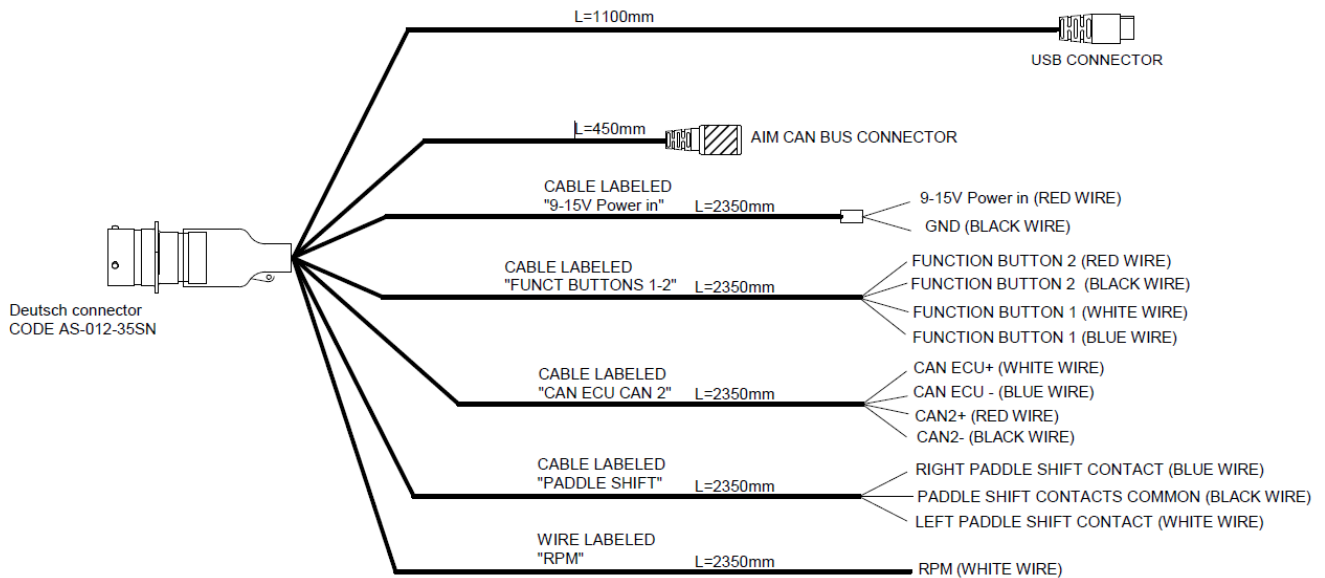 L=1100mm
USB CONNECTOR
L=450mm
AIM CAN BUS CONNECTOR
CABLE LABELED
"9-15V Power in"
L=2350mm
9-15V Power in (RED WIRE)
GND (BLACK WIRE)
Deutsch connector
CODE AS-012-35SN
CABLE LABELED
"FUNCT BUTTONS 1-2"
L=2350mm
FUNCTION BUTTON 2 (RED WIRE)
FUNCTION BUTTON 2 (BLACK WIRE)
FUNCTION BUTTON 1 (WHITE WIRE)
FUNCTION BUTTON 1 (BLUE WIRE)
CABLE LABELED
"CAN ECU CAN 2"
L=2350mm
CAN ECU+ (WHITE WIRE)
CAN ECU - (BLUE WIRE)
CAN2+ (RED WIRE)
CAN2- (BLACK WIRE)
CABLE LABELED
"PADDLE SHIFT"
L=2350mm
RIGHT PADDLE SHIFT CONTACT (BLUE WIRE)
PADDLE SHIFT CONTACTS COMMON (BLACK WIRE)
LEFT PADDLE SHIFT CONTACT (WHITE WIRE)
WIRE LABELED
"RPM"
L=2350mm
RPM (WHITE WIRE)